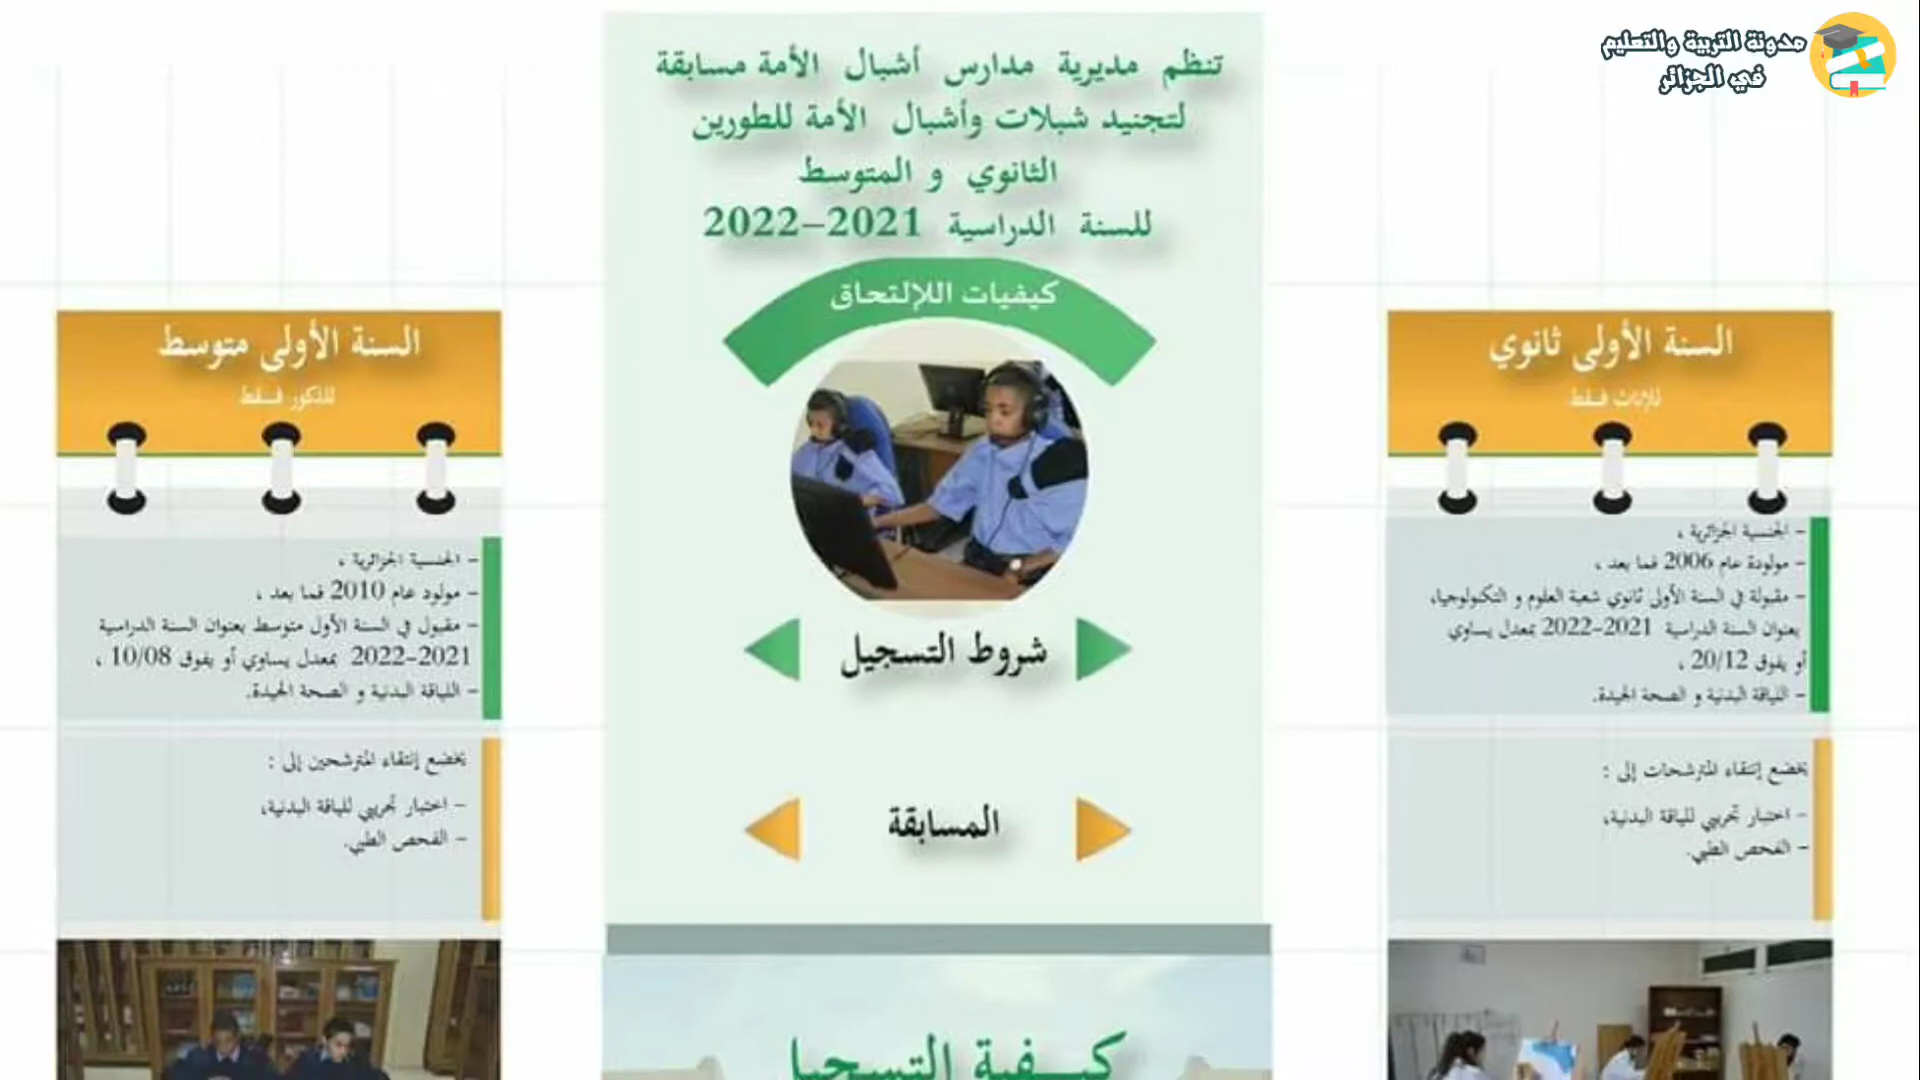 مدونة التربية والتعليم
في الجزائر
تنظم مديرية مدارس أشبال الأمة مسابقة
لتجنيد شبلات وأشبال الأمة للطورين
الثانوي و المتوسط
للسنة الدراسية 2021-2022
كيفيات اللإلتحاق
شروط التسجيل
المسابقة
كيـفية التسجيل
السنة الأولى ثانوي
للإناث فـقط
- الجنسية الجزائرية ،
- مولودة عام 2006 فما بعد ،
- مقبولة في السنة الأولى ثانوي شعبة العلوم و التكنولوجيا،
بعنوان السنة الدراسية 2021-2022 بمعدل يساوي
أو يفوق 20/12 ،
- اللياقة البدنية و الصحة الجيدة.
يخضع إنتقاء المترشحات إلى :
- اختبار تجريبي للياقة البدنية،
- الفحص الطبي.
السنة الأولى متوسط
للذكور فـقط
- الجنسية الجزائرية ،
- مولود عام 2010 فما بعد ،
- مقبول في السنة الأول متوسط بعنوان السنة الدراسية
2021-2022 بمعدل يساوي أو يفوق 10/08 ،
- اللياقة البدنية و الصحة الجيدة.
يخضع إنتقاء المترشحين إلى :
- اختبار تجريبي للياقة البدنية،
- الفحص الطبي.